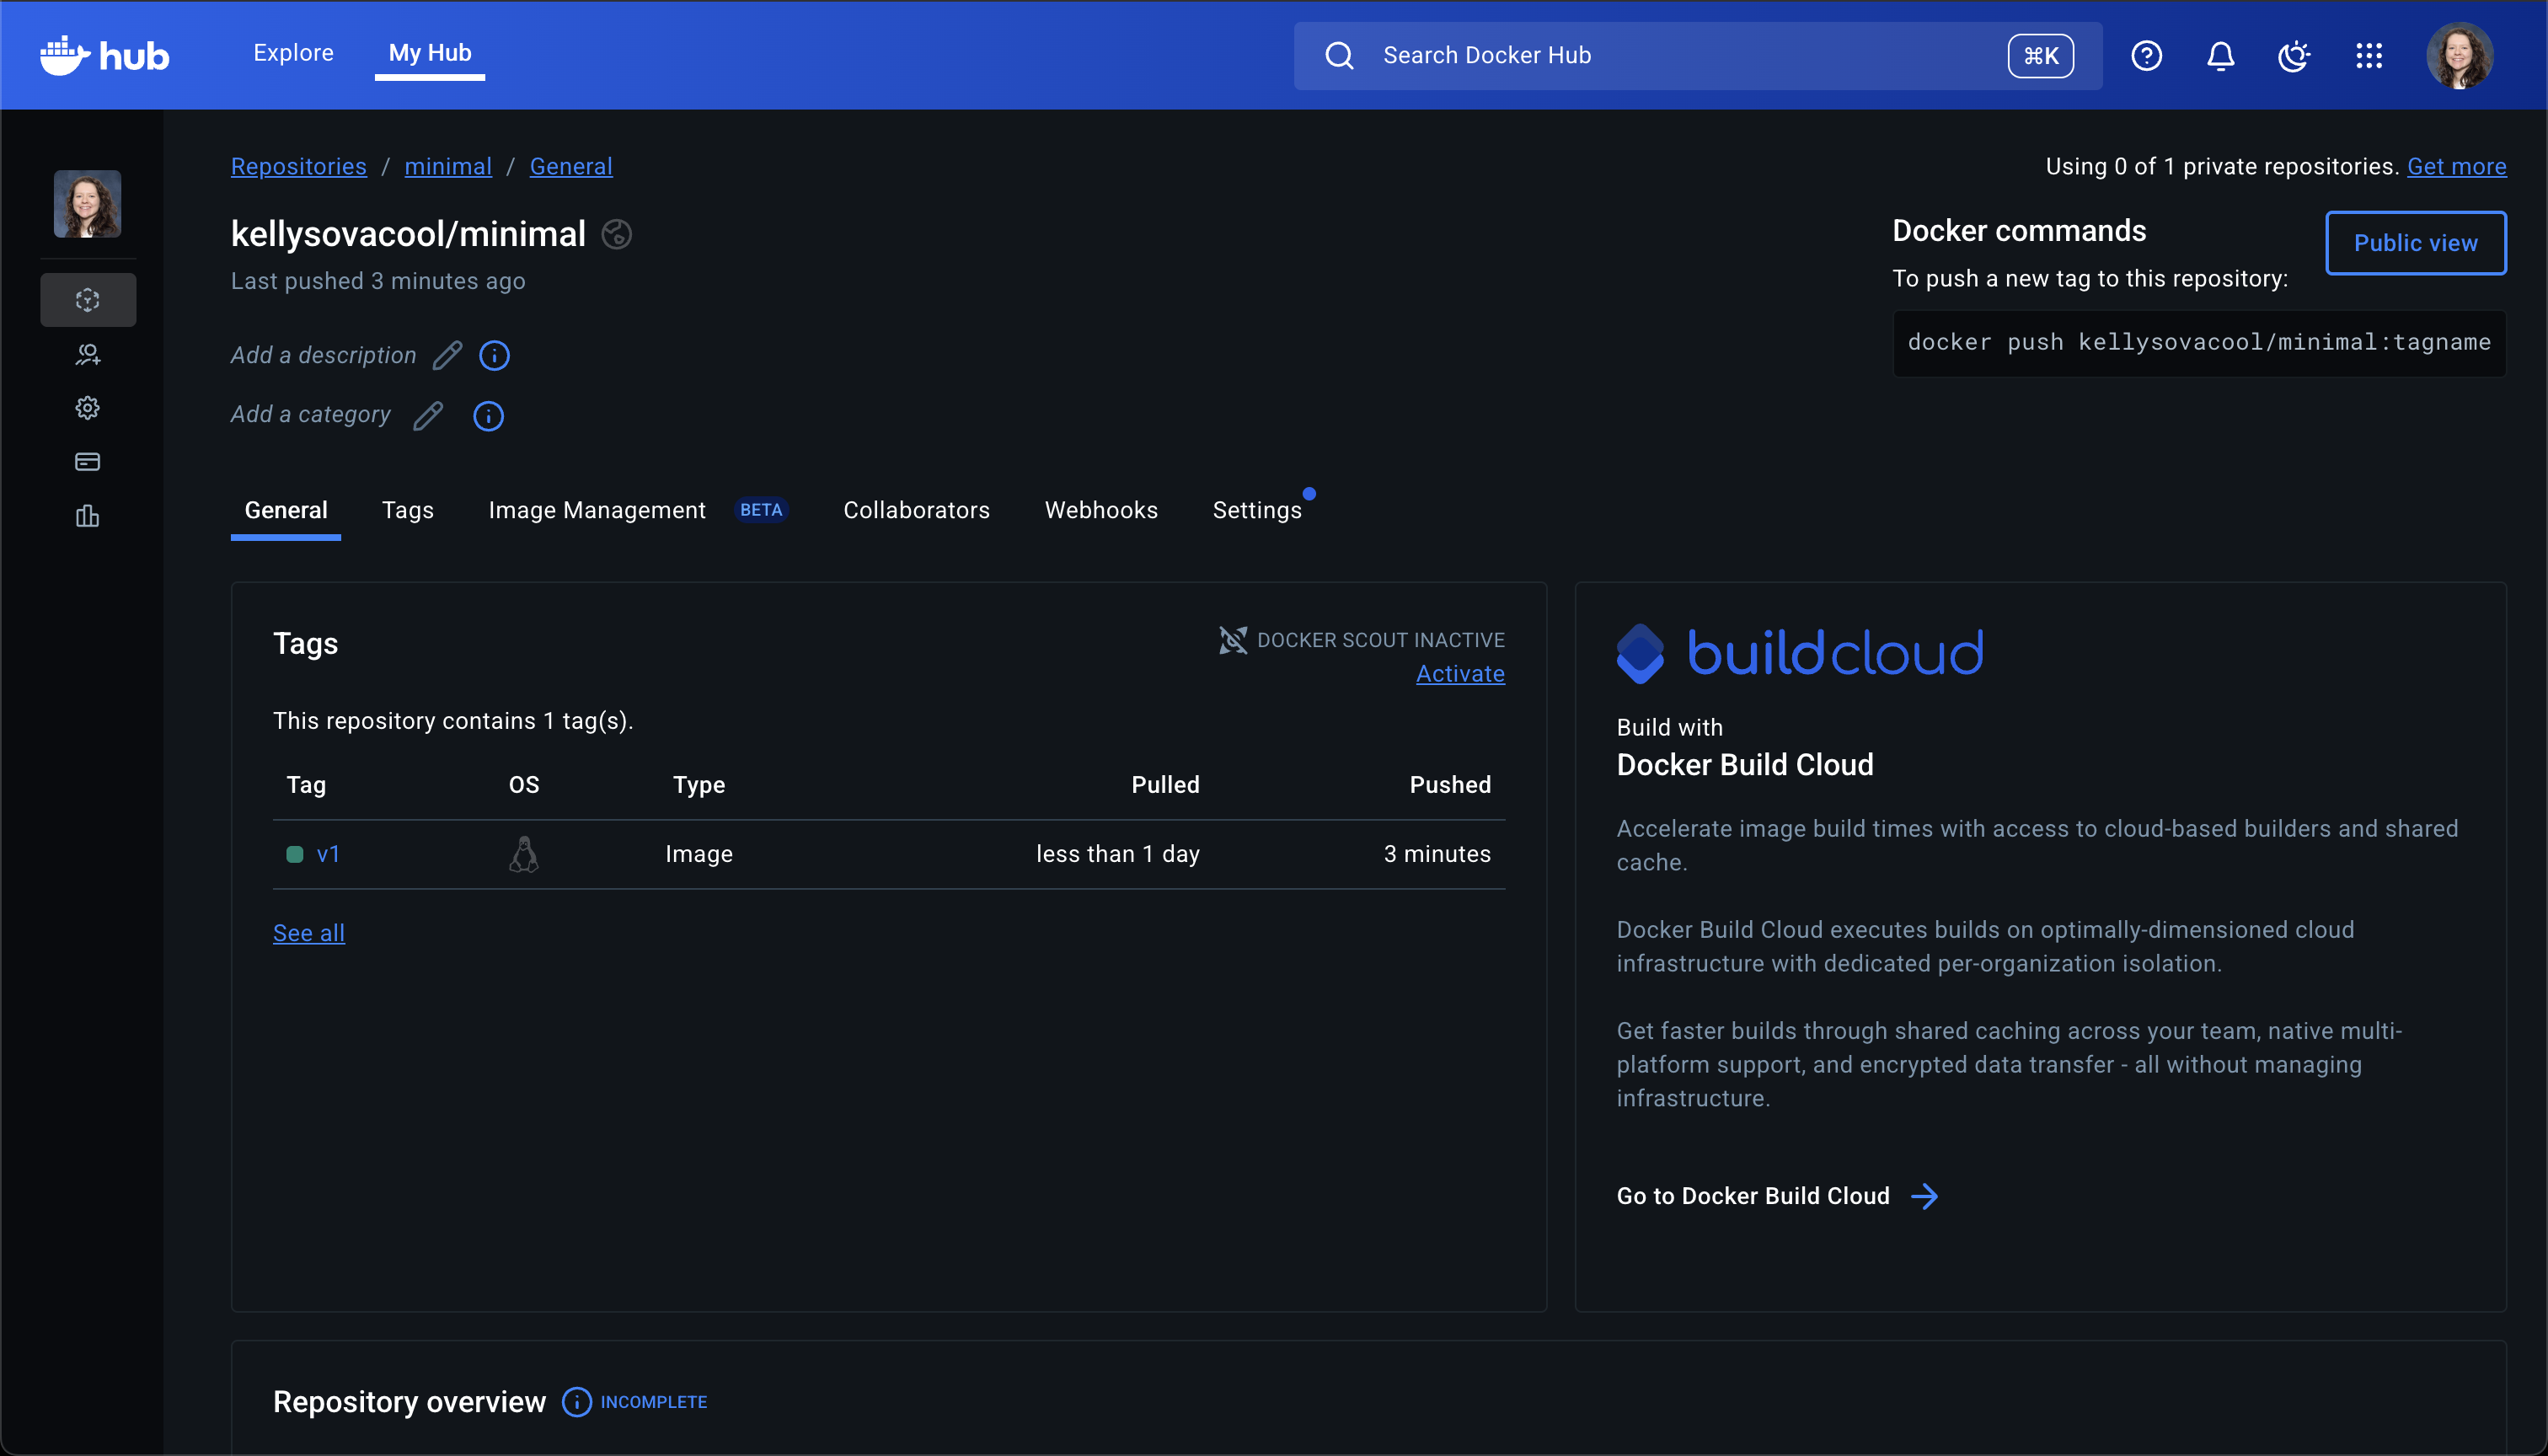 hub
Explore
My Hub
Search Docker Hub
⌘K
Repositories / minimal / General
Using 0 of 1 private repositories. Get more
kellysovacool/minimal
Last pushed 3 minutes ago
Add a description
Add a category
Docker commands
Public view
To push a new tag to this repository:
docker push kellysovacool/minimal:tagname
General
Tags
Image Management
BETA
Collaborators
Webhooks
Settings
Tags
DOCKER SCOUT INACTIVE
Activate
This repository contains 1 tag(s).
Tag OS Type Pulled Pushed
v1 Image less than 1 day 3 minutes
See all
buildcloud
Build with
Docker Build Cloud
Accelerate image build times with access to cloud-based builders and shared
cache.
Docker Build Cloud executes builds on optimally-dimensioned cloud
infrastructure with dedicated per-organization isolation.
Get faster builds through shared caching across your team, native multi-
platform support, and encrypted data transfer - all without managing
infrastructure.
Go to Docker Build Cloud
Repository overview
INCOMPLETE